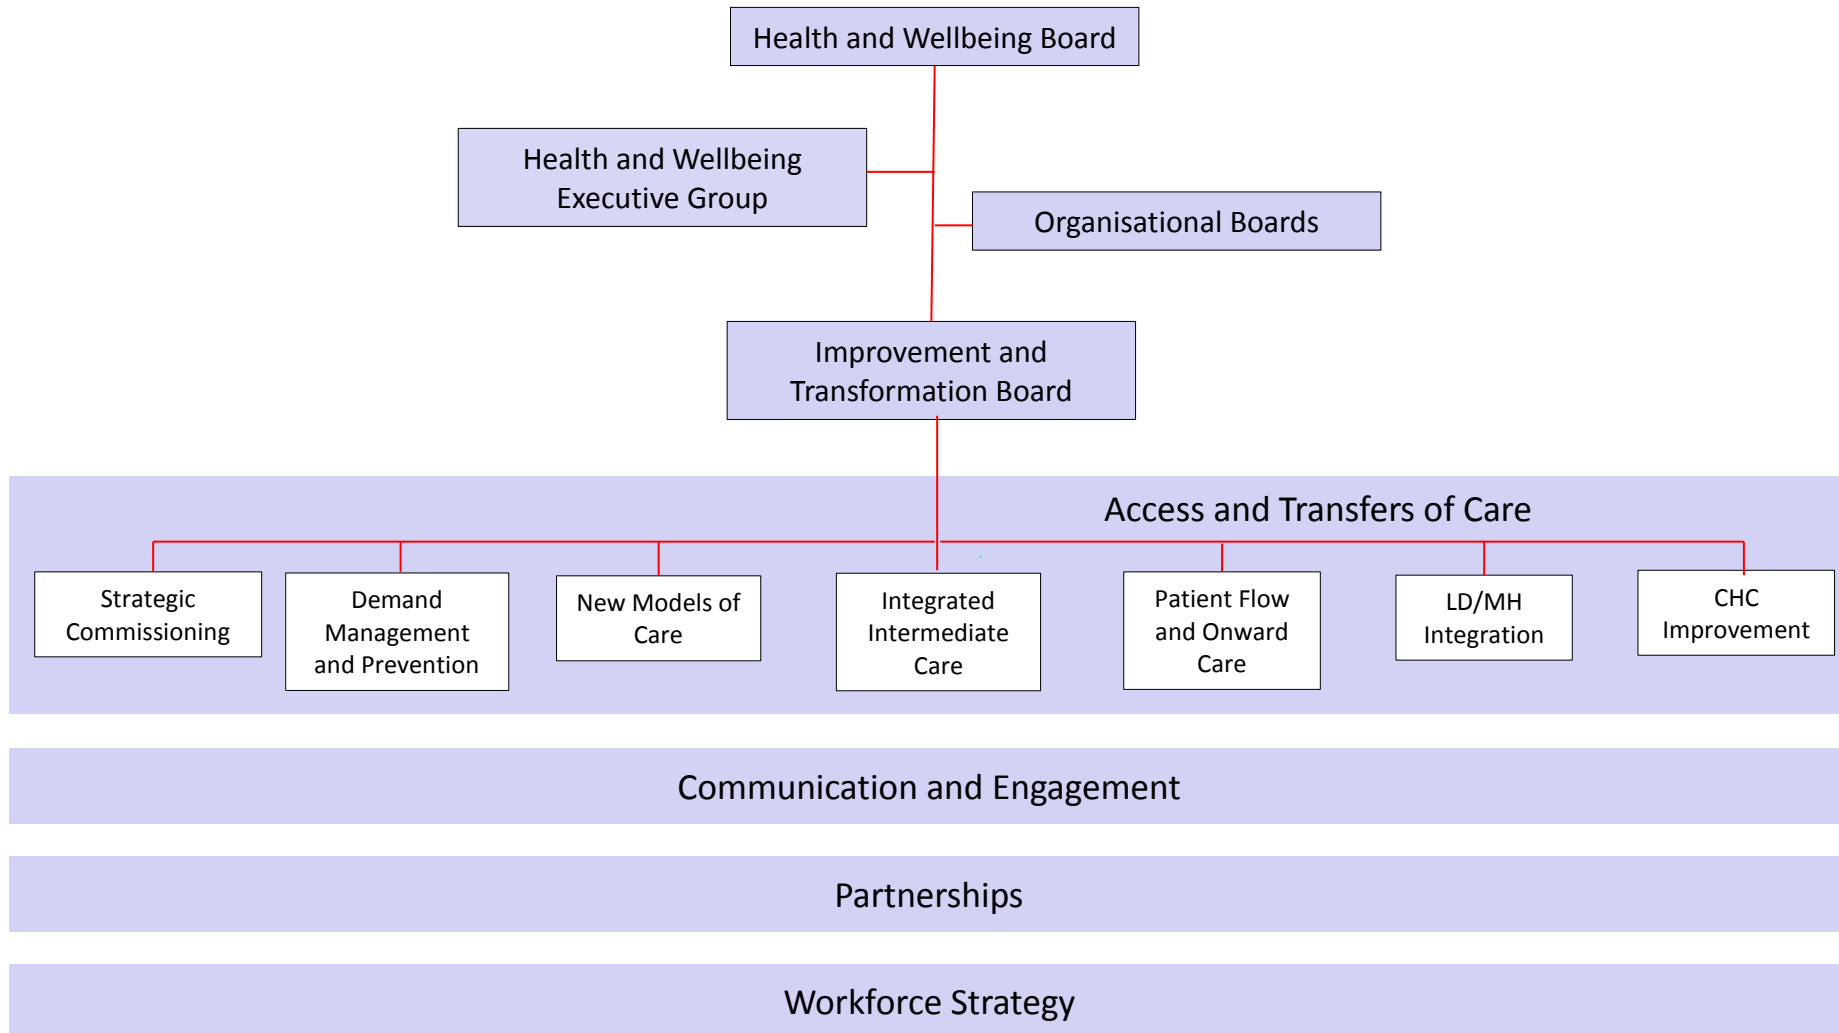 Health and Wellbeing Board
Health and Wellbeing
Executive Group
Organisational Boards
Improvement and
Transformation Board
Access and Transfers of Care
Strategic
Commissioning
Demand
Management
and Prevention
New Models of
Care
Integrated
Intermediate
Care
Patient Flow
and Onward
Care
LD/MH
Integration
CHC
Improvement
Communication and Engagement
Partnerships
Workforce Strategy